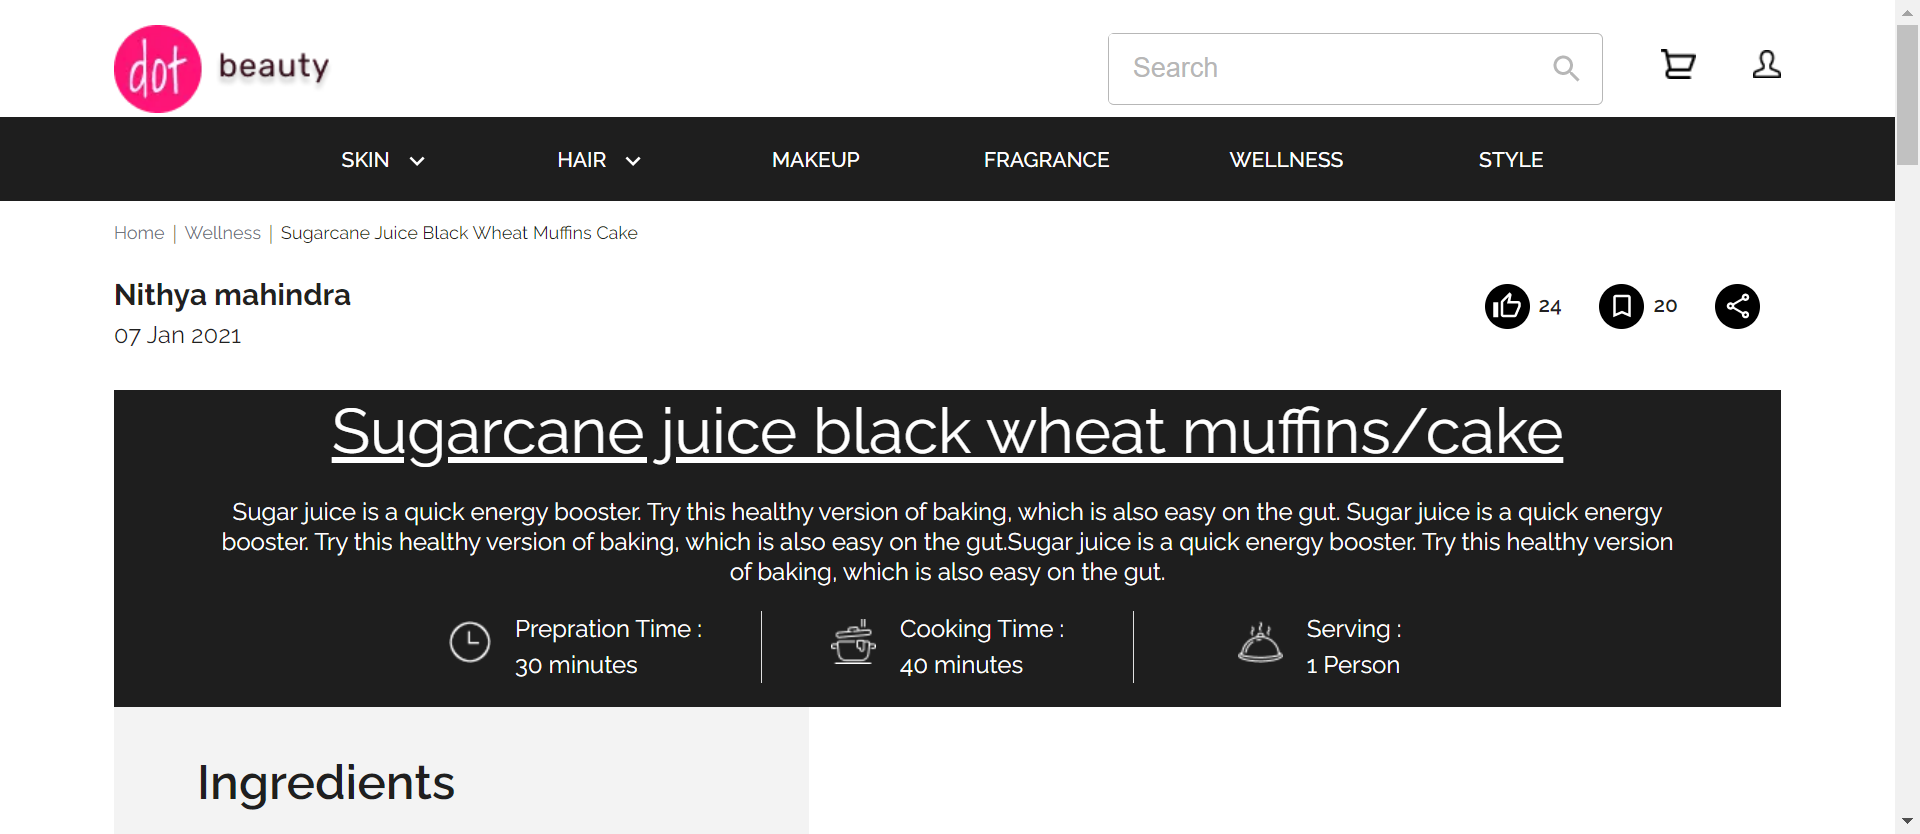 dot beauty
Search
SKIN
HAIR
MAKEUP
FRAGRANCE
WELLNESS
STYLE
Home | Wellness | Sugarcane Juice Black Wheat Muffins Cake
Nithya mahindra
07 Jan 2021
24
20
Sugarcane juice black wheat muffins/cake
Sugar juice is a quick energy booster. Try this healthy version of baking, which is also easy on the gut. Sugar juice is a quick energy
booster. Try this healthy version of baking, which is also easy on the gut.Sugar juice is a quick energy booster. Try this healthy version
of baking, which is also easy on the gut.
Prepration Time :
30 minutes
Cooking Time :
40 minutes
Serving :
1 Person
Ingredients